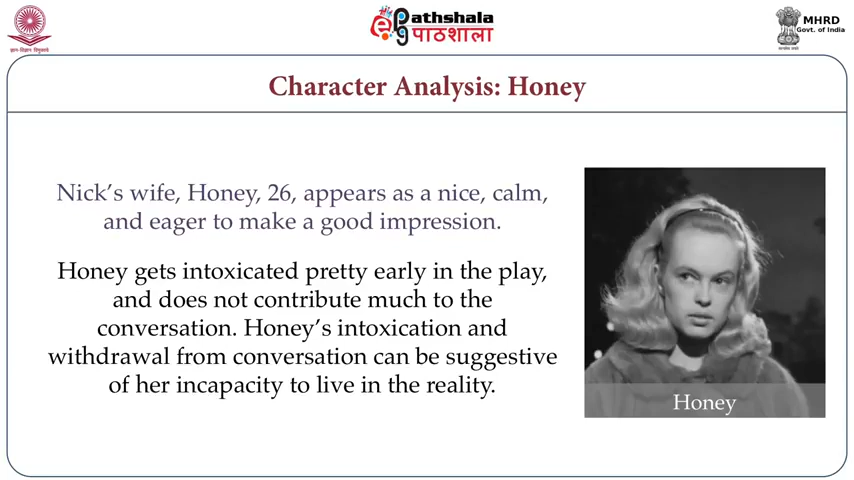 ePathshala
पाठशाला
MHRD
Govt. of India
Character Analysis: Honey
Nick’s wife, Honey, 26, appears as a nice, calm,
and eager to make a good impression.
Honey gets intoxicated pretty early in the play,
and does not contribute much to the
conversation. Honey’s intoxication and
withdrawal from conversation can be suggestive
of her incapacity to live in the reality.
Honey